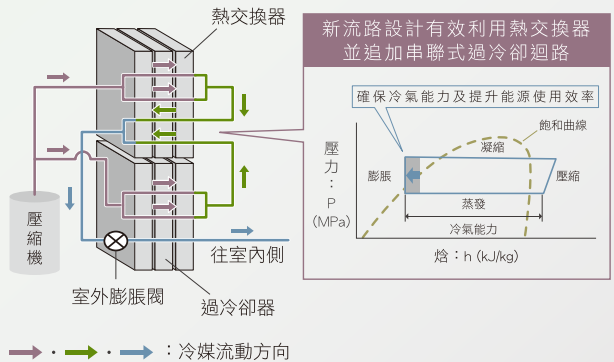 熱交換器
新流路設計有效利用熱交換器
並追加串聯式過冷卻迴路
確保冷氣能力及提升能源使用效率
飽和曲線
壓力：P
(MPa)
凝縮
膨脹
壓縮
蒸發
冷氣能力
焓：h (kJ/kg)
壓縮機
往室內側
室外膨脹閥
過冷卻器
：冷媒流動方向